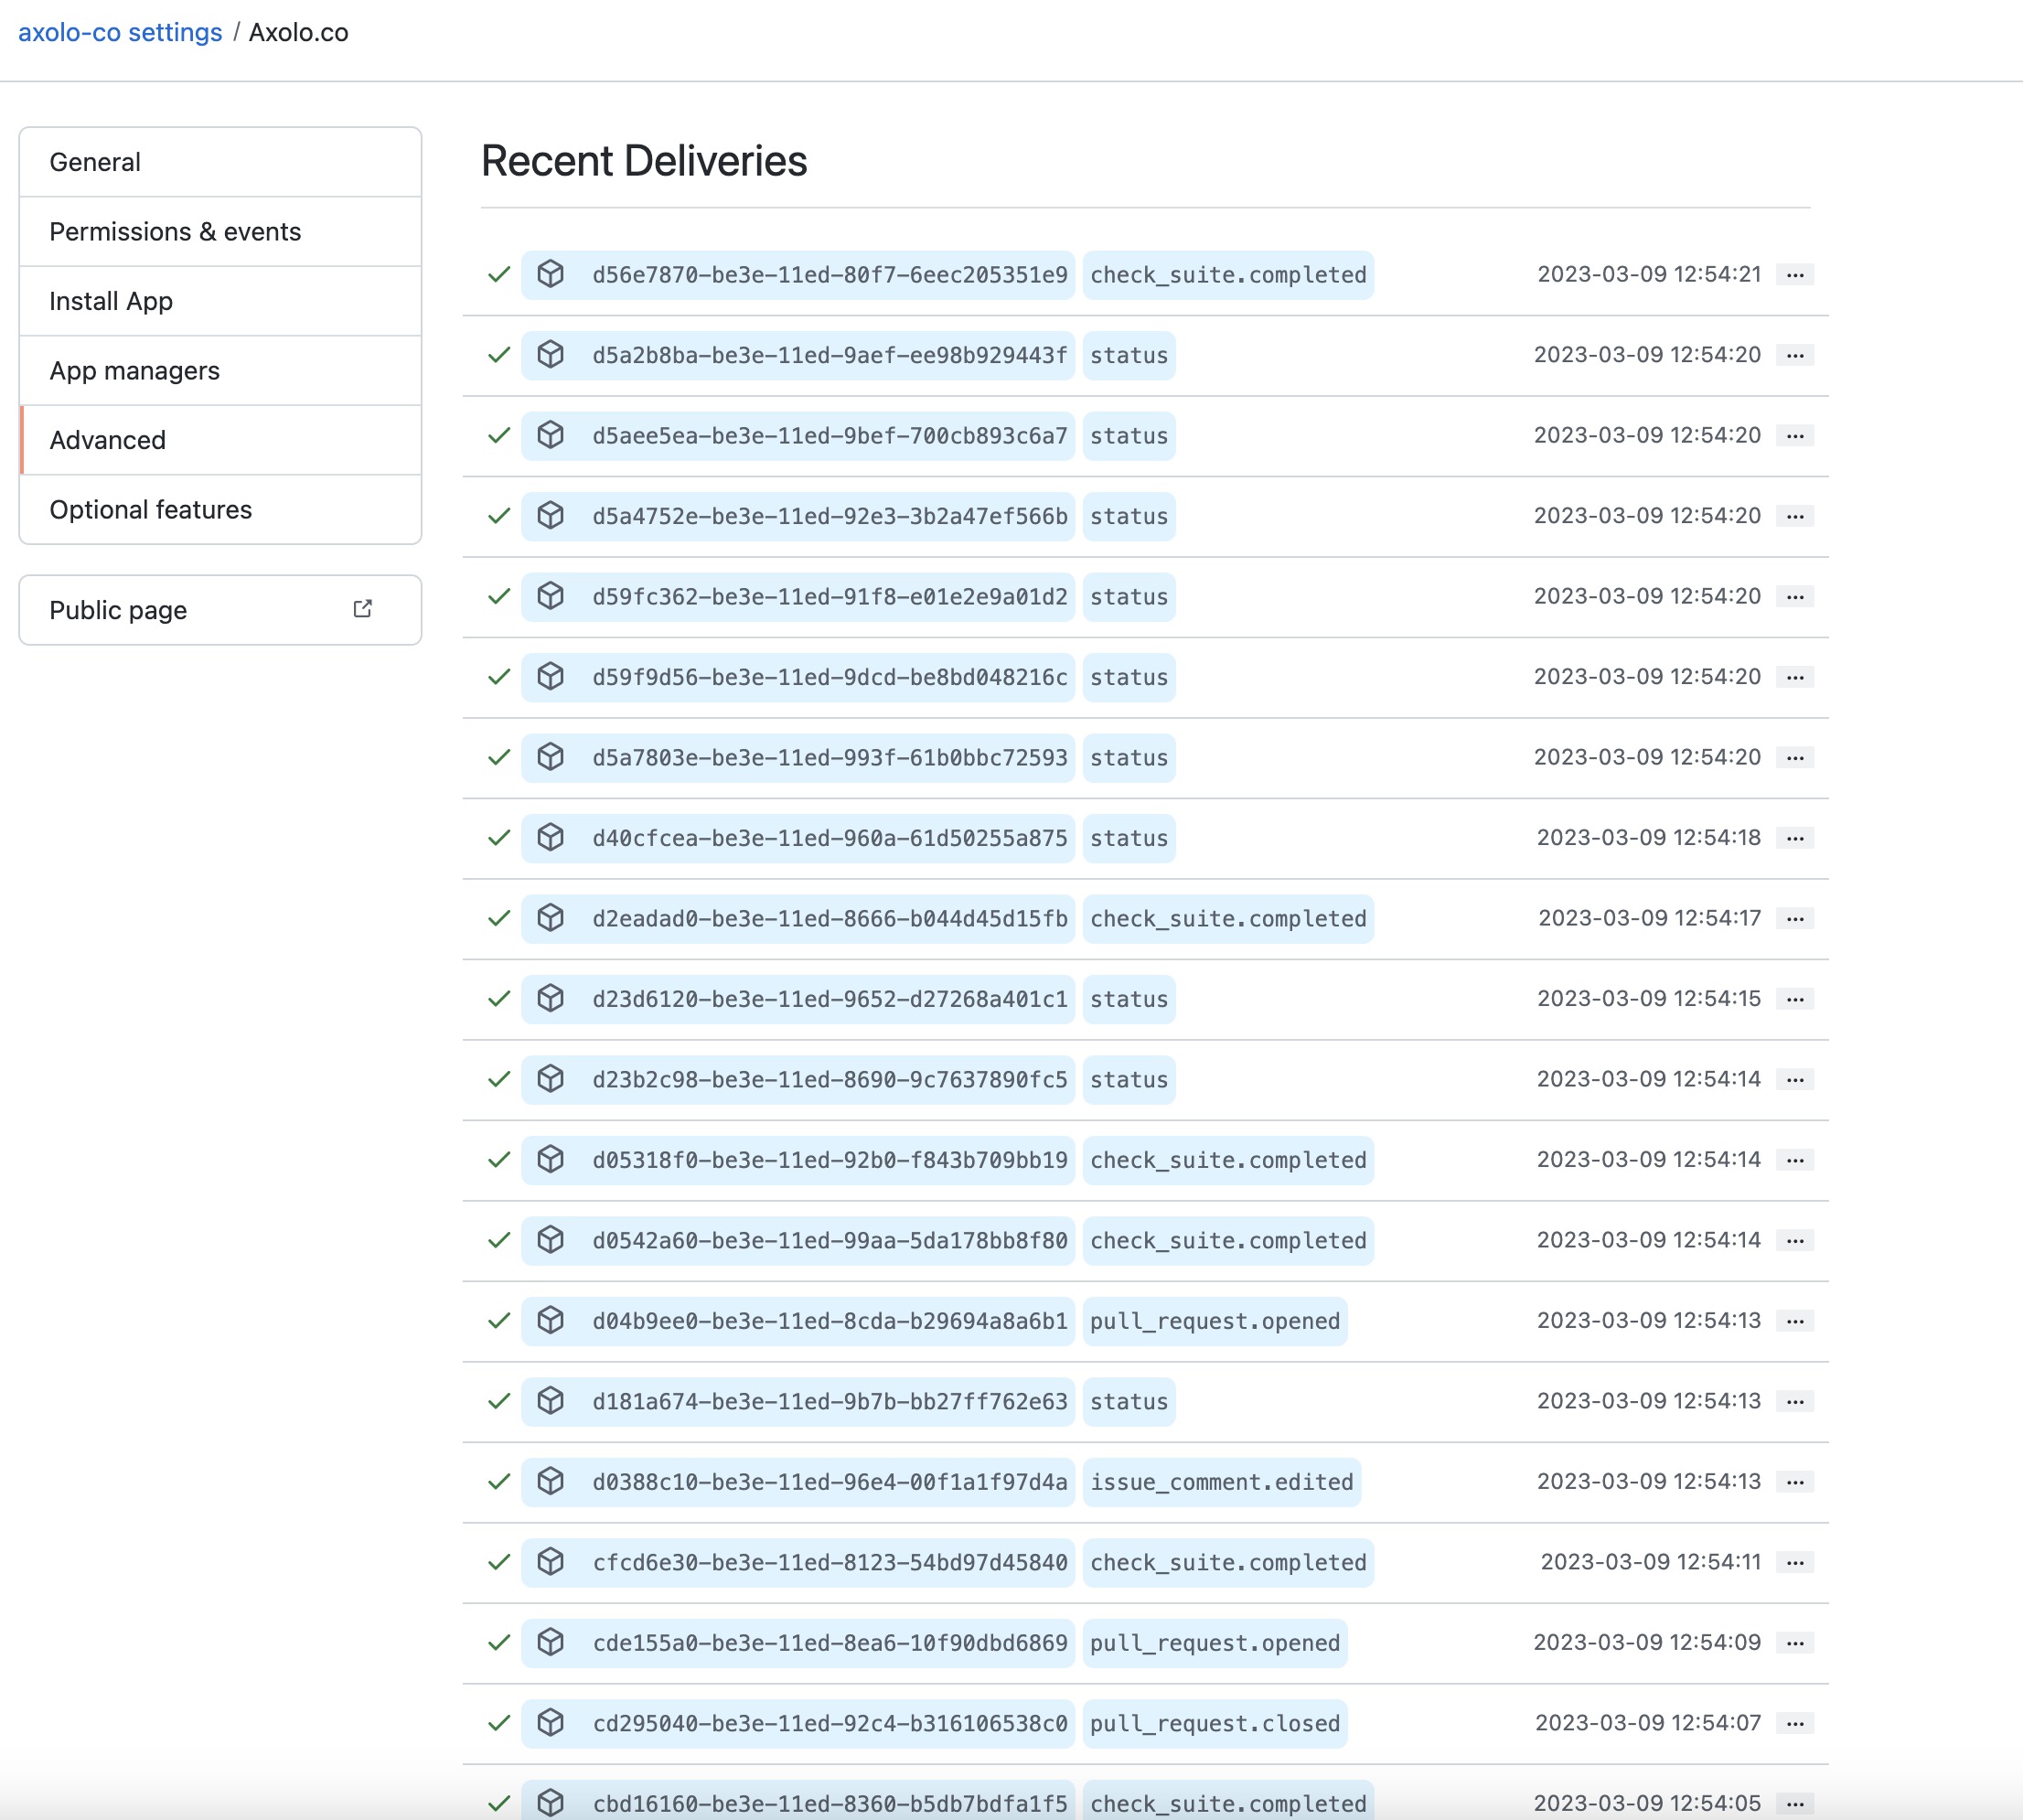 axolo-co settings / Axolo.co
General
Permissions & events
Install App
App managers
Advanced
Optional features
Public page
Recent Deliveries
d56e7870-be3e-11ed-80f7-6eec205351e9 check_suite.completed 2023-03-09 12:54:21 ...
d5a2b8ba-be3e-11ed-9aef-ee98b929443f status 2023-03-09 12:54:20 ...
d5aee5ea-be3e-11ed-9bef-700cb893c6a7 status 2023-03-09 12:54:20 ...
d5a4752e-be3e-11ed-92e3-3b2a47ef566b status 2023-03-09 12:54:20 ...
d59fc362-be3e-11ed-91f8-e01e2e9a01d2 status 2023-03-09 12:54:20 ...
d59f9d56-be3e-11ed-9dcd-be8bd048216c status 2023-03-09 12:54:20 ...
d5a7803e-be3e-11ed-993f-61b0bbc72593 status 2023-03-09 12:54:20 ...
d40cfcea-be3e-11ed-960a-61d50255a875 status 2023-03-09 12:54:18 ...
d2eadad0-be3e-11ed-8666-b044d45d15fb check_suite.completed 2023-03-09 12:54:17 ...
d23d6120-be3e-11ed-9652-d27268a401c1 status 2023-03-09 12:54:15 ...
d23b2c98-be3e-11ed-8690-9c7637890fc5 status 2023-03-09 12:54:14 ...
d05318f0-be3e-11ed-92b0-f843b709bb19 check_suite.completed 2023-03-09 12:54:14 ...
d0542a60-be3e-11ed-99aa-5da178bb8f80 check_suite.completed 2023-03-09 12:54:14 ...
d04b9ee0-be3e-11ed-8cda-b29694a8a6b1 pull_request.opened 2023-03-09 12:54:13 ...
d181a674-be3e-11ed-9b7b-bb27ff762e63 status 2023-03-09 12:54:13 ...
d0388c10-be3e-11ed-96e4-00f1a1f97d4a issue_comment.edited 2023-03-09 12:54:13 ...
cfcd6e30-be3e-11ed-8123-54bd97d45840 check_suite.completed 2023-03-09 12:54:11 ...
cde155a0-be3e-11ed-8ea6-10f90dbd6869 pull_request.opened 2023-03-09 12:54:09 ...
cd295040-be3e-11ed-92c4-b316106538c0 pull_request.closed 2023-03-09 12:54:07 ...
cbd16160-be3e-11ed-8360-b5db7bdfa1f5 check_suite.completed 2023-03-09 12:54:05 ...